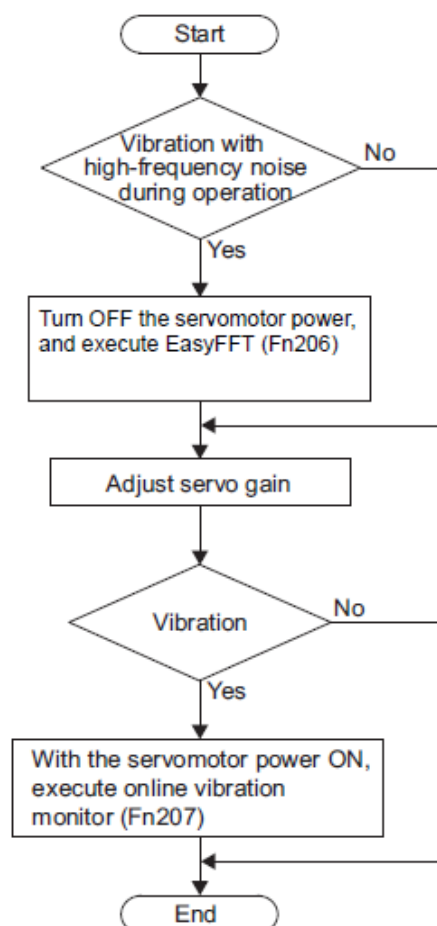 Start
Vibration with
high-frequency noise
during operation
No
Yes
Turn OFF the servomotor power,
and execute EasyFFT (Fn206)
Adjust servo gain
Vibration
No
Yes
With the servomotor power ON,
execute online vibration
monitor (Fn207)
End